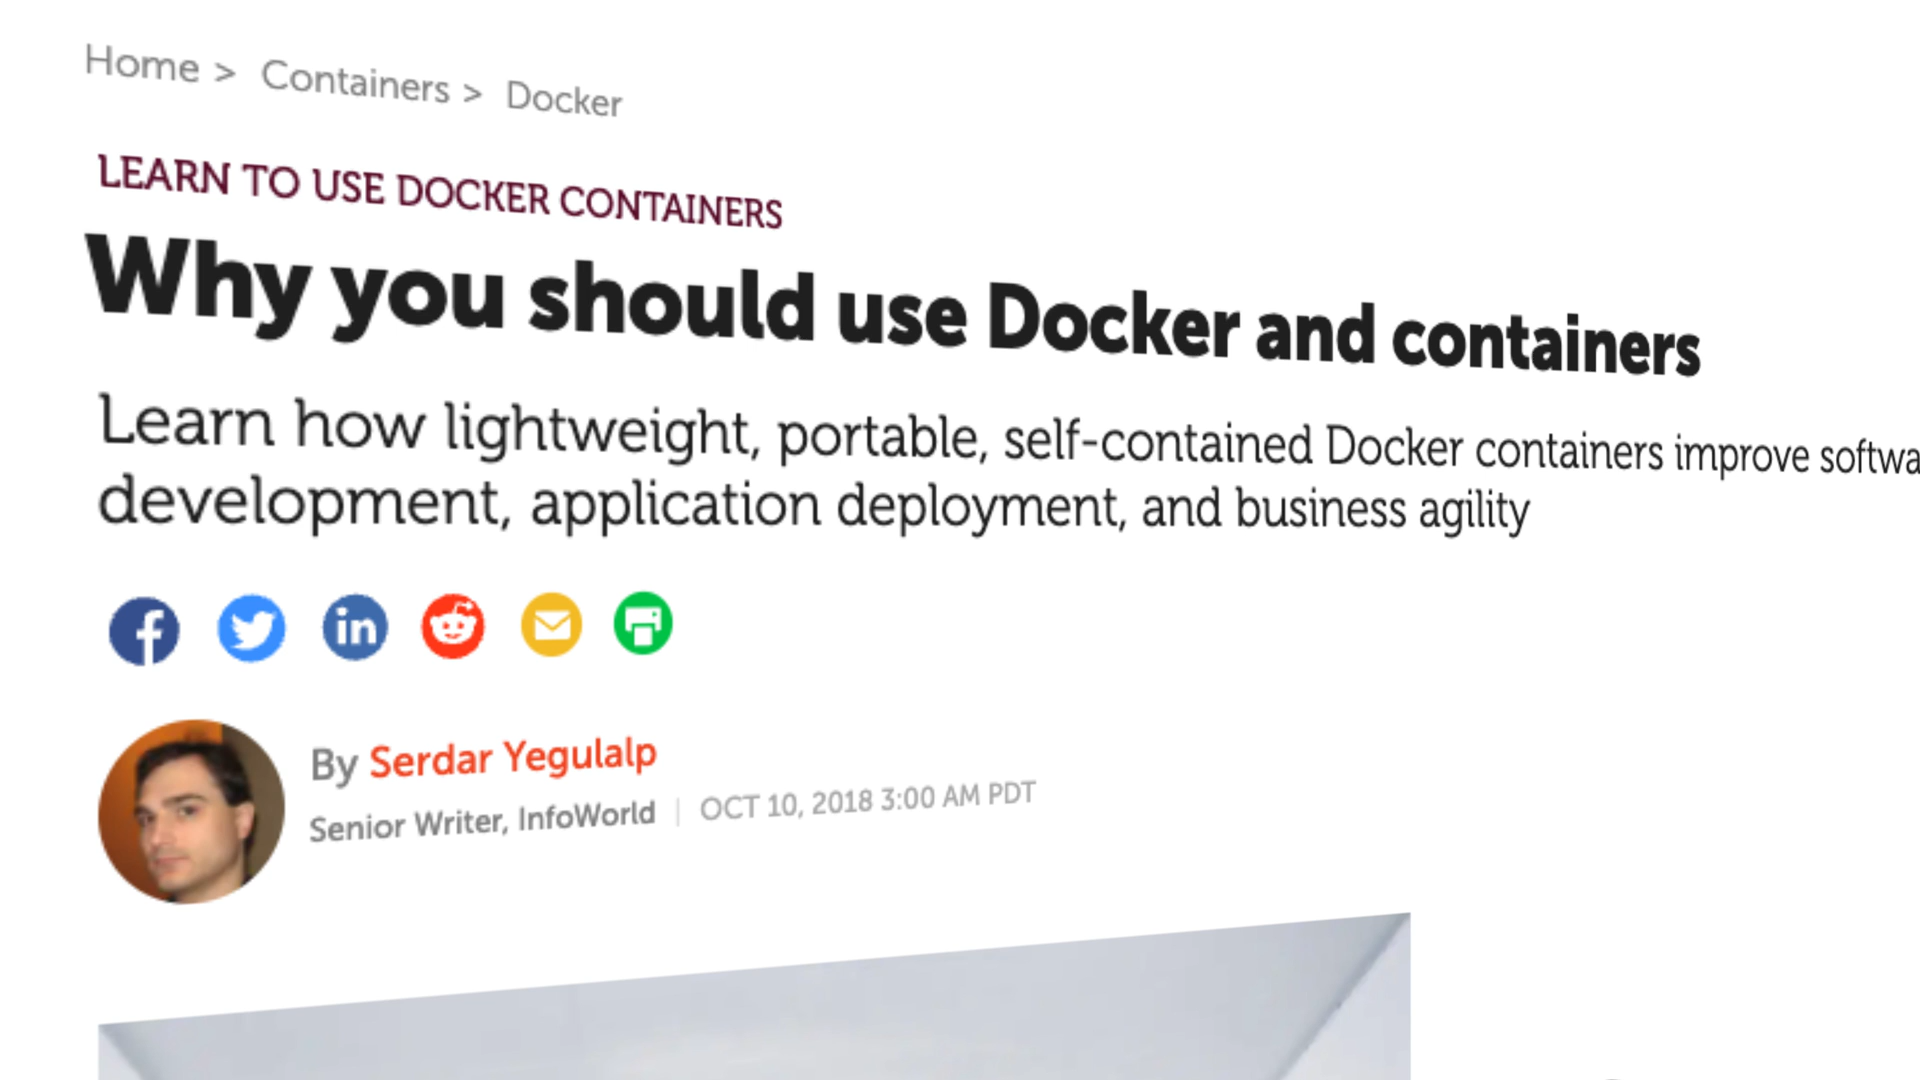 Home > Containers > Docker
LEARN TO USE DOCKER CONTAINERS
Why you should use Docker and containers
Learn how lightweight, portable, self-contained Docker containers improve softwa
development, application deployment, and business agility
By Serdar Yegulalp
Senior Writer, InfoWorld | OCT 10, 2018 3:00 AM PDT